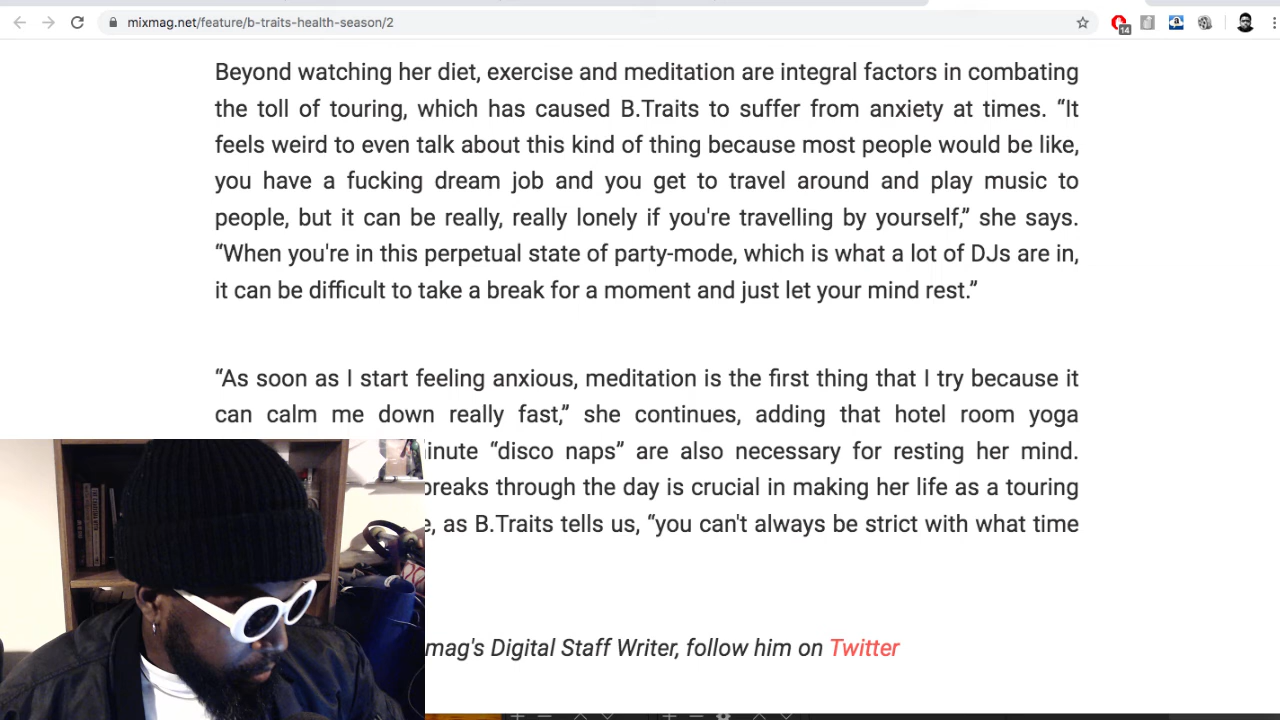 mixmag.net/feature/b-traits-health-season/2
14
Beyond watching her diet, exercise and meditation are integral factors in combating
the toll of touring, which has caused B.Traits to suffer from anxiety at times. “It
feels weird to even talk about this kind of thing because most people would be like,
you have a fucking dream job and you get to travel around and play music to
people, but it can be really, really lonely if you're travelling by yourself,” she says.
“When you're in this perpetual state of party-mode, which is what a lot of DJs are in,
it can be difficult to take a break for a moment and just let your mind rest.”
“As soon as I start feeling anxious, meditation is the first thing that I try because it
can calm me down really fast,” she continues, adding that hotel room yoga
“disco naps” are also necessary for resting her mind.
through the day is crucial in making her life as a touring
as B.Traits tells us, “you can't always be strict with what time
Digital Staff Writer, follow him on Twitter